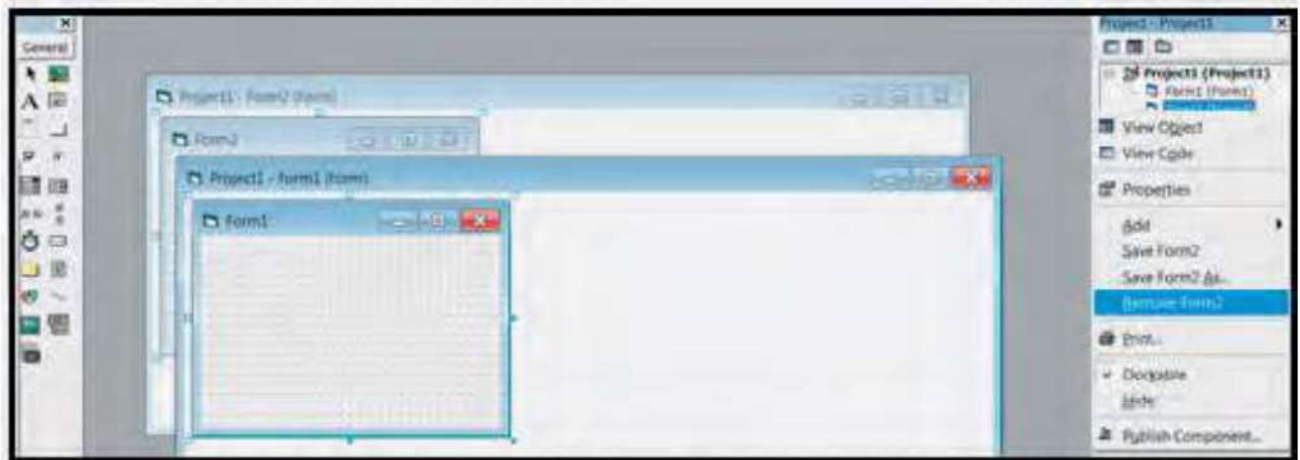 General
A
Project1 - Form2 (Form)
Form2
Project1 - Form1 (Form)
Form1
Project - Project1
Project1 (Project1)
Form1 (Form1)
View Object
View Code
Properties
Add
Save Form2
Save Form2 As...
Remove Form2
Print...
Dockable
Hide
Publish Component...